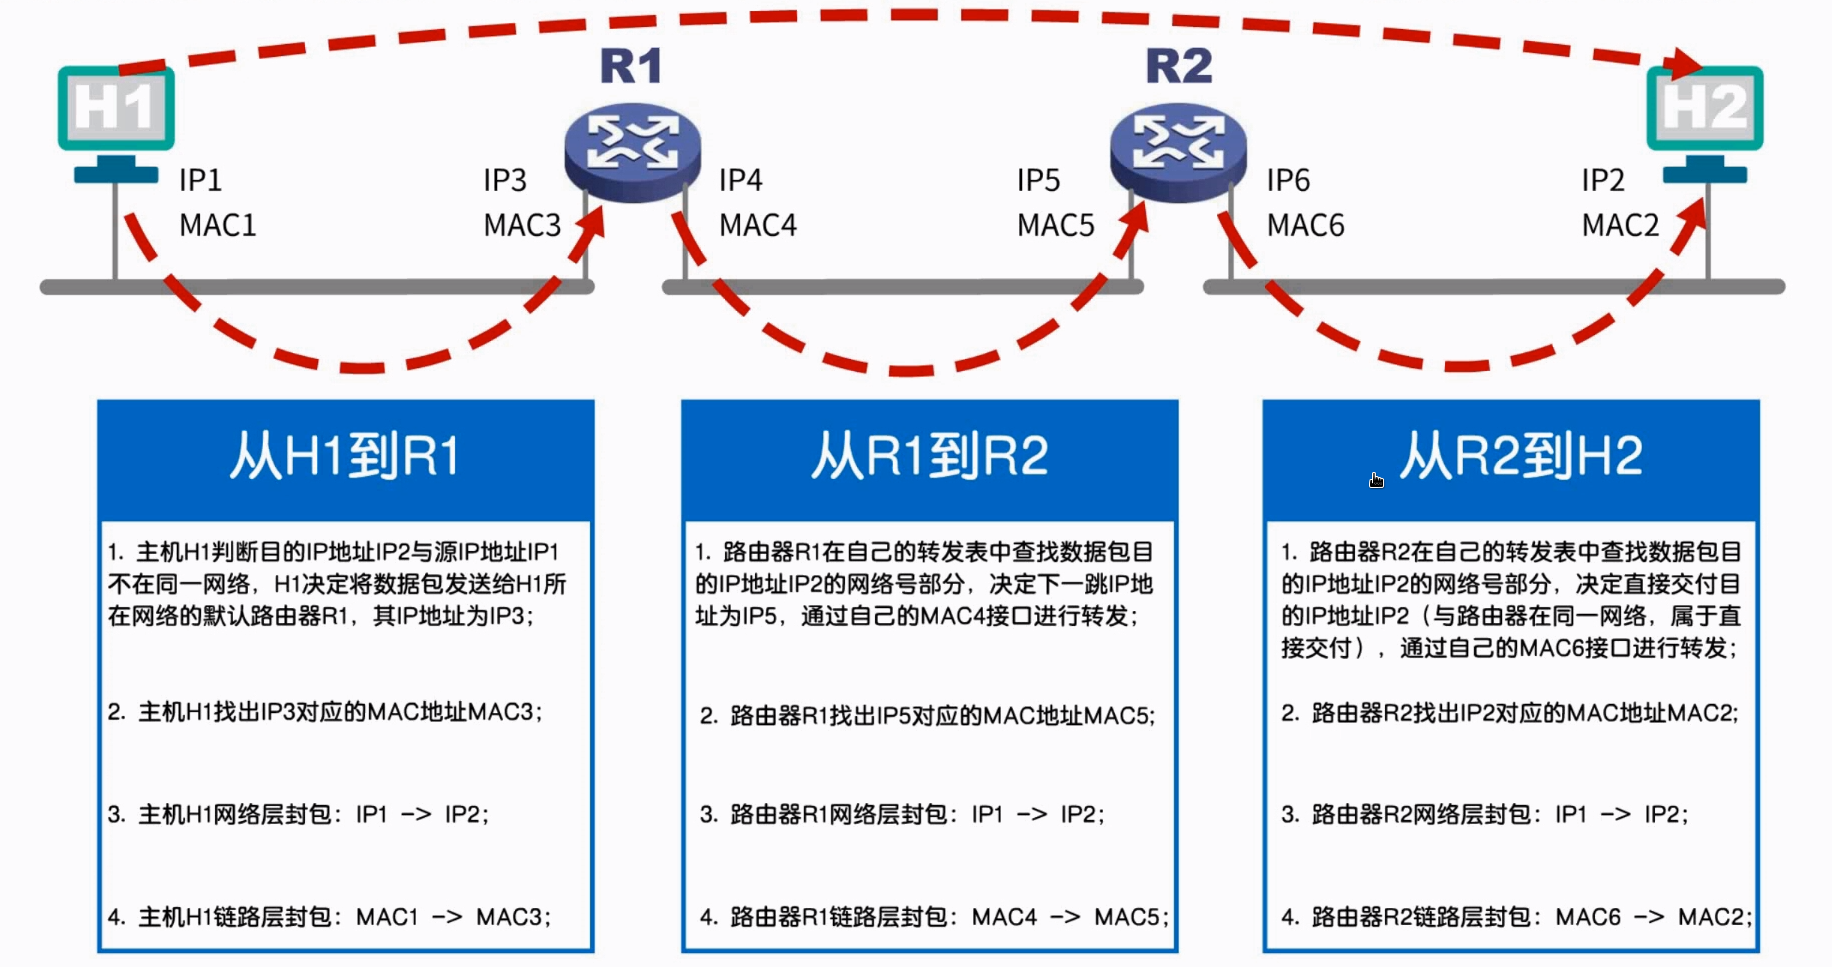 R1
R2
H1
H2
IP1
IP3
IP4
IP5
IP6
IP2
MAC1
MAC3
MAC4
MAC5
MAC6
MAC2
从H1到R1
1. 主机H1判断目的IP地址IP2与源IP地址IP1
不在同一网络，H1决定将数据包发送给H1所
在网络的默认路由器R1，其IP地址为IP3；
2. 主机H1找出IP3对应的MAC地址MAC3；
3. 主机H1网络层封包：IP1 -> IP2；
4. 主机H1链路层封包：MAC1 -> MAC3；
从R1到R2
1. 路由器R1在自己的转发表中查找数据包目
的IP地址IP2的网络号部分，决定下一跳IP地
址为IP5，通过自己的MAC4接口进行转发；
2. 路由器R1找出IP5对应的MAC地址MAC5；
3. 路由器R1网络层封包：IP1 -> IP2；
4. 路由器R1链路层封包：MAC4 -> MAC5；
从R2到H2
1. 路由器R2在自己的转发表中查找数据包目
的IP地址IP2的网络号部分，决定直接交付目
的IP地址IP2（与路由器在同一网络，属于直
接交付），通过自己的MAC6接口进行转发；
2. 路由器R2找出IP2对应的MAC地址MAC2；
3. 路由器R2网络层封包：IP1 -> IP2；
4. 路由器R2链路层封包：MAC6 -> MAC2；